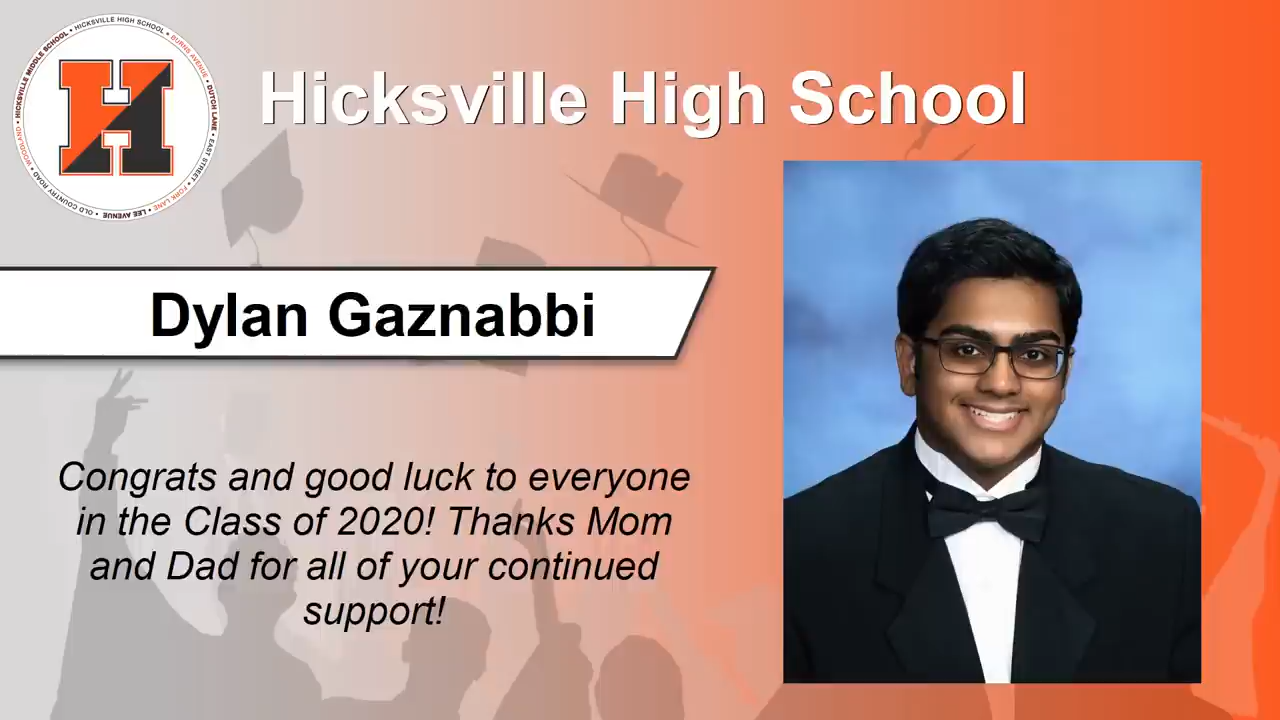 HICKSVILLE HIGH SCHOOL • BURNS AVENUE • DUTCH LANE • EAST STREET • FORK LANE • LEE AVENUE • OLD COUNTRY ROAD • WOODLAND • HICKSVILLE MIDDLE SCHOOL •
H
Hicksville High School
Dylan Gaznabbi
Congrats and good luck to everyone
in the Class of 2020! Thanks Mom
and Dad for all of your continued
support!